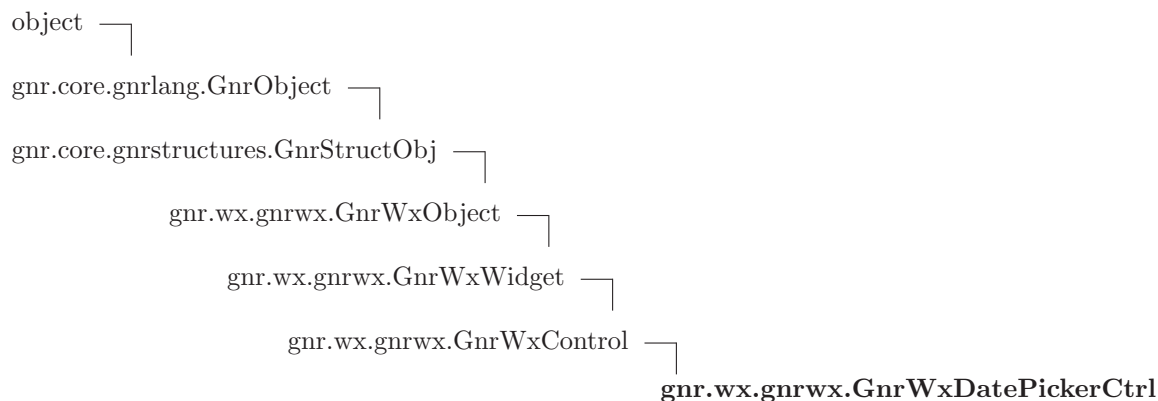 object
gnr.core.gnrlang.GnrObject
gnr.core.gnrstructures.GnrStructObj
gnr.wx.gnrwx.GnrWxObject
gnr.wx.gnrwx.GnrWxWidget
gnr.wx.gnrwx.GnrWxControl
gnr.wx.gnrwx.GnrWxDatePickerCtrl